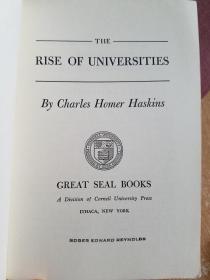 THE
RISE OF UNIVERSITIES
By Charles Homer Haskins
GREAT SEAL BOOKS
A Division of Cornell University Press
ITHACA, NEW YORK
ROGER EDWARD REYNOLDS